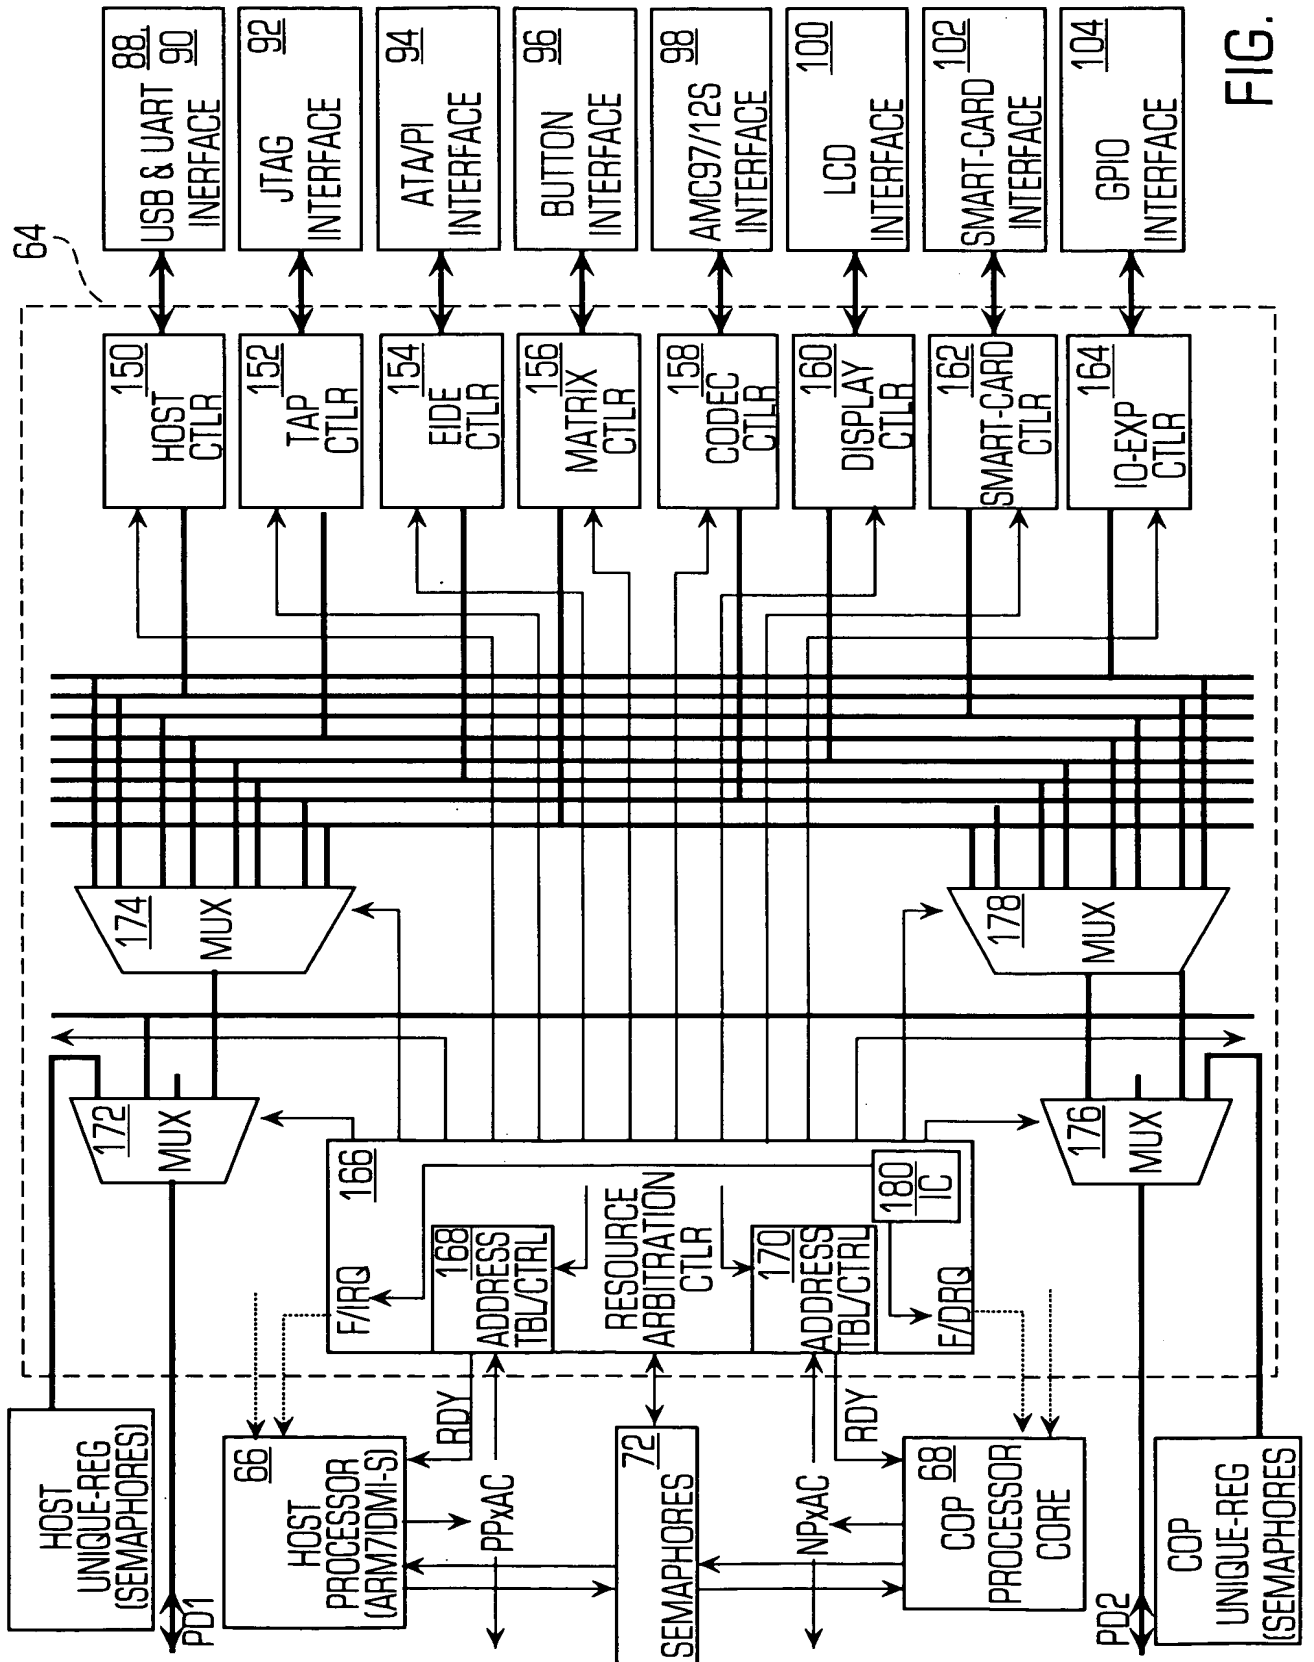 88,
90
USB & UART
INERFACE
92
JTAG
INTERFACE
94
ATA/PI
INTERFACE
96
BUTTON
INTERFACE
98
AMC97/12S
INTERFACE
100
LCD
INTERFACE
102
SMART-CARD
INTERFACE
104
GPIO
INTERFACE
FIG.
64
150
HOST
CTLR
152
TAP
CTLR
154
EIDE
CTLR
156
MATRIX
CTLR
158
CODEC
CTLR
160
DISPLAY
CTLR
162
SMART-CARD
CTLR
164
IO-EXP
CTLR
174
MUX
178
MUX
172
MUX
176
MUX
166
RESOURCE
ARBITRATION
CTLR
180
IC
F/IRQ
168
ADDRESS
TBL/CTRL
170
ADDRESS
TBL/CTRL
F/DRQ
HOST
UNIQUE-REG
(SEMAPHORES)
PD1
66
HOST
PROCESSOR
(ARM7IDMI-S)
RDY
PPxAC
72
SEMAPHORES
NPxAC
RDY
68
COP
PROCESSOR
CORE
PD2
COP
UNIQUE-REG
(SEMAPHORES)